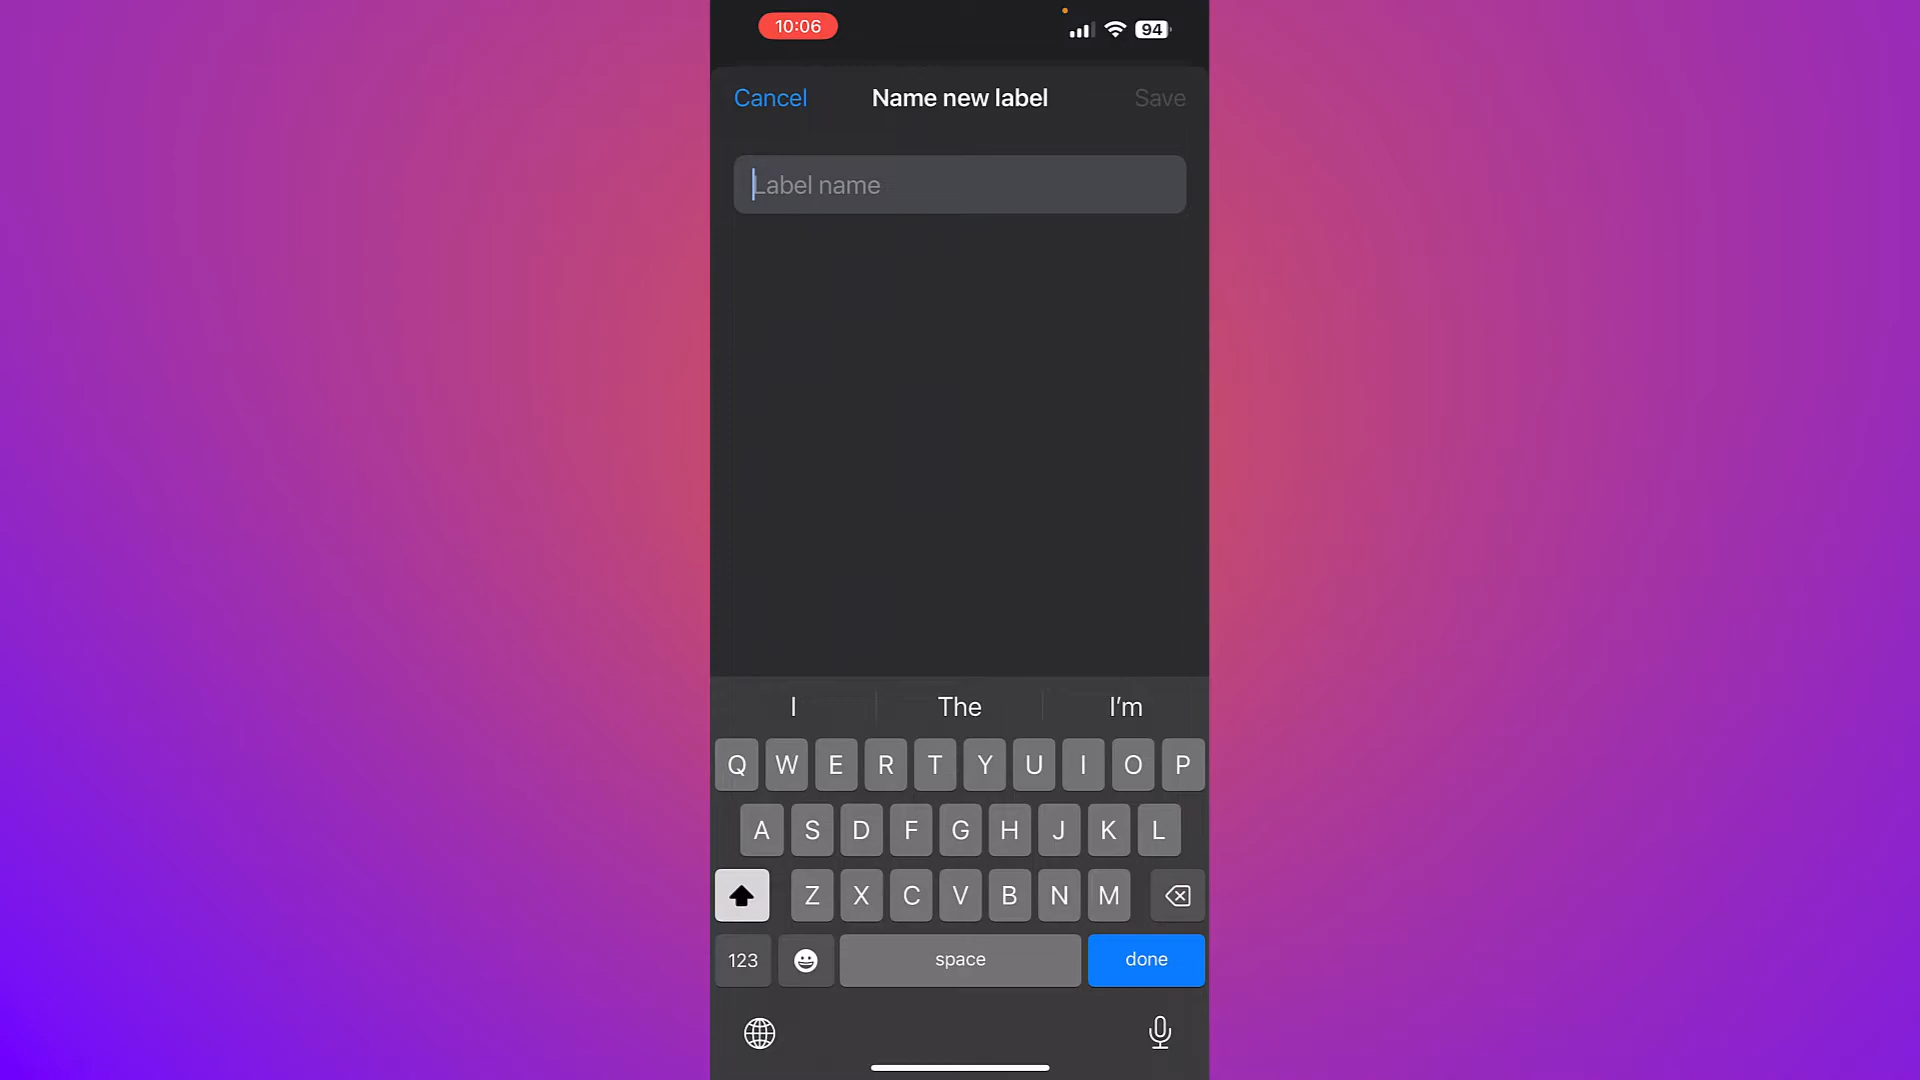 10:06
94
Cancel Name new label Save
Label name
I The I’m
Q W E R T Y U I O P
A S D F G H J K L
Z X C V B N M
123 space done